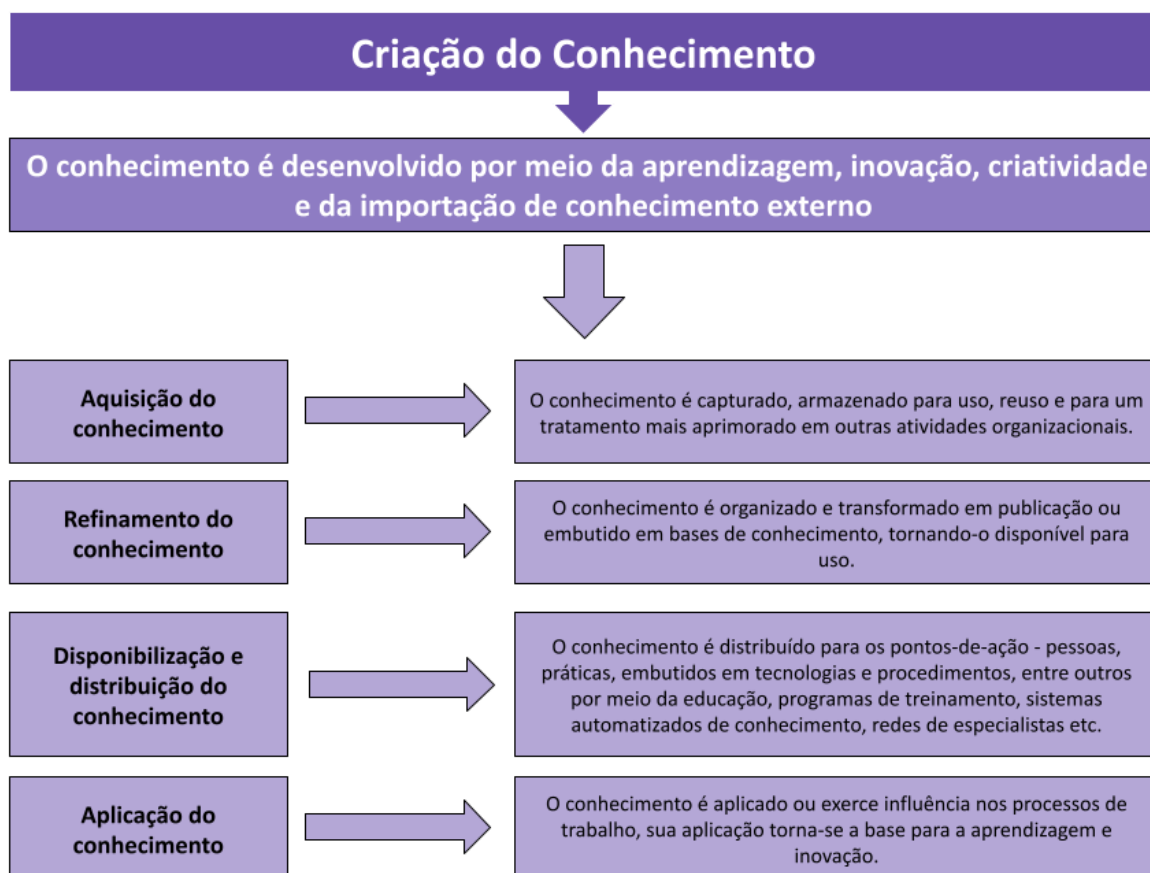 Criação do Conhecimento
O conhecimento é desenvolvido por meio da aprendizagem, inovação, criatividade
e da importação de conhecimento externo
Aquisição do
conhecimento
O conhecimento é capturado, armazenado para uso, reuso e para um
tratamento mais aprimorado em outras atividades organizacionais.
Refinamento do
conhecimento
O conhecimento é organizado e transformado em publicação ou
embutido em bases de conhecimento, tornando-o disponível para
uso.
Disponibilização e
distribuição do
conhecimento
O conhecimento é distribuído para os pontos-de-ação - pessoas,
práticas, embutidos em tecnologias e procedimentos, entre outros
por meio da educação, programas de treinamento, sistemas
automatizados de conhecimento, redes de especialistas etc.
Aplicação do
conhecimento
O conhecimento é aplicado ou exerce influência nos processos de
trabalho, sua aplicação torna-se a base para a aprendizagem e
inovação.